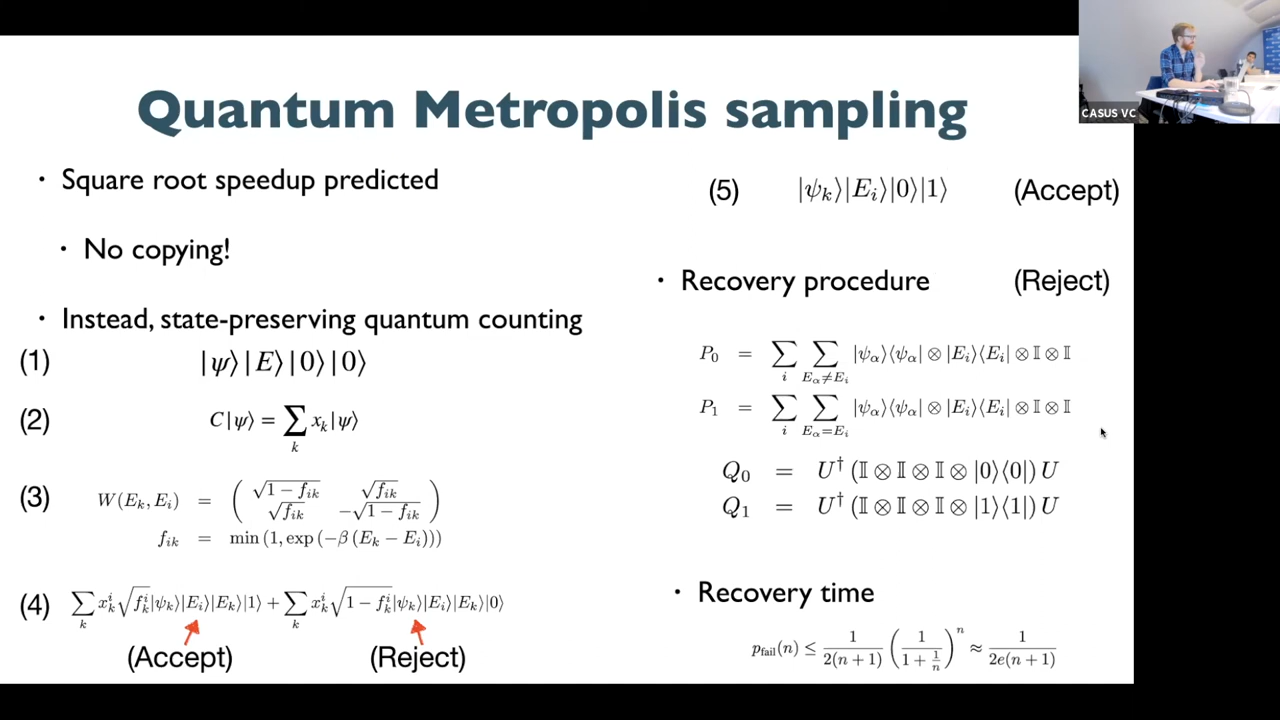 Quantum Metropolis sampling
CASUS VC
• Square root speedup predicted
• No copying!
• Instead, state-preserving quantum counting
(1) |ψ⟩|E⟩|0⟩|0⟩
(2) C|ψ⟩ = ∑_k x_k|ψ⟩
(3) W(E_k, E_i) = ( √(1 − f_ik) √f_ik
√f_ik −√(1 − f_ik) )
f_ik = min (1, exp (−β (E_k − E_i)))
(4) ∑_k x_k^i √(f_k^i) |ψ_k⟩|E_i⟩|E_k⟩|1⟩ + ∑_k x_k^i √(1 − f_k^i) |ψ_k⟩|E_i⟩|E_k⟩|0⟩
(Accept) (Reject)
(5) |ψ_k⟩|E_i⟩|0⟩|1⟩ (Accept)
• Recovery procedure (Reject)
P_0 = ∑_i ∑_{E_α≠E_i} |ψ_α⟩⟨ψ_α| ⊗ |E_i⟩⟨E_i| ⊗ 𝕀 ⊗ 𝕀
P_1 = ∑_i ∑_{E_α=E_i} |ψ_α⟩⟨ψ_α| ⊗ |E_i⟩⟨E_i| ⊗ 𝕀 ⊗ 𝕀
Q_0 = U† (𝕀 ⊗ 𝕀 ⊗ 𝕀 ⊗ |0⟩⟨0|) U
Q_1 = U† (𝕀 ⊗ 𝕀 ⊗ 𝕀 ⊗ |1⟩⟨1|) U
• Recovery time
p_fail(n) ≤ 1/(2(n + 1)) (1/(1 + 1/n))^n ≈ 1/(2e(n + 1))